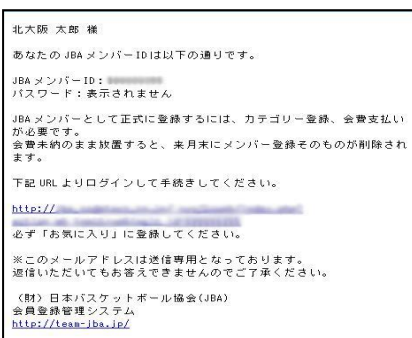 北大阪 太郎 様
あなたの JBA メンバーIDは以下の通りです。
JBA メンバーID：
パスワード：表示されません
JBA メンバーとして正式に登録するには、カテゴリー登録、会費支払い
が必要です。
会費未納のまま放置すると、来月末にメンバー登録そのものが削除され
ます。
下記 URL よりログインして手続きしてください。
http://
必ず「お気に入り」に登録してください。
※このメールアドレスは送信専用となっております。
返信いただいてもお答えできませんのでご了承ください。
〈財〉日本バスケットボール協会(JBA)
会員登録管理システム
http://team-jba.jp/